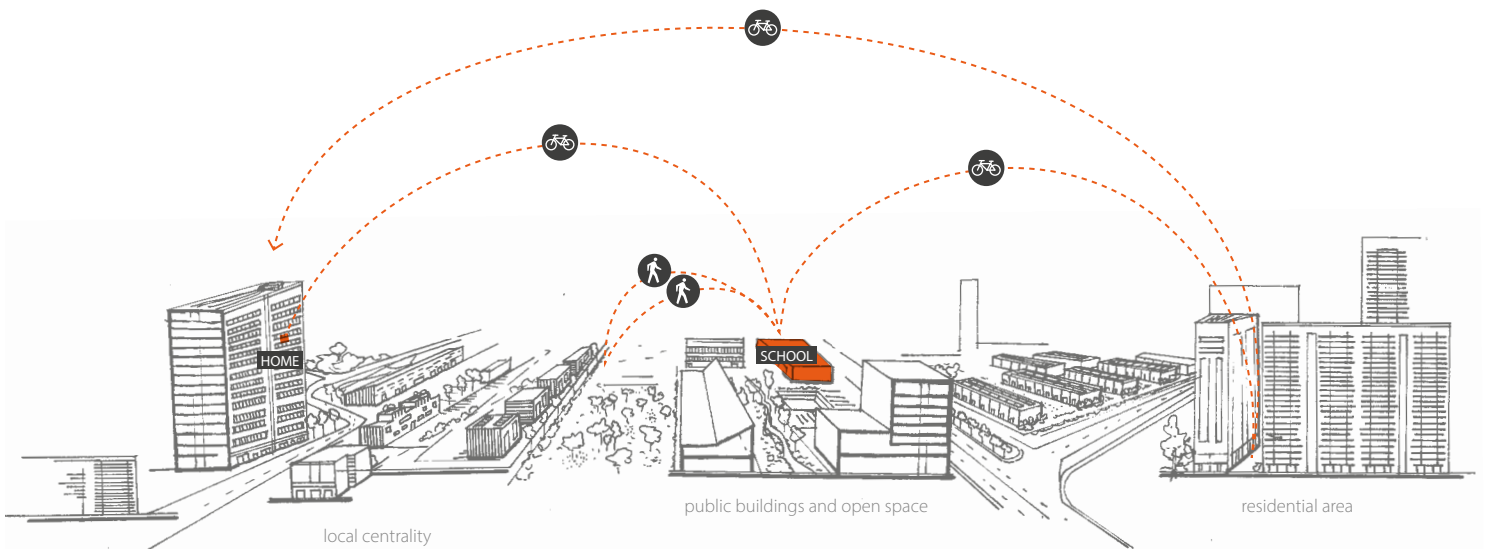 HOME
SCHOOL
public buildings and open space
residential area
local centrality